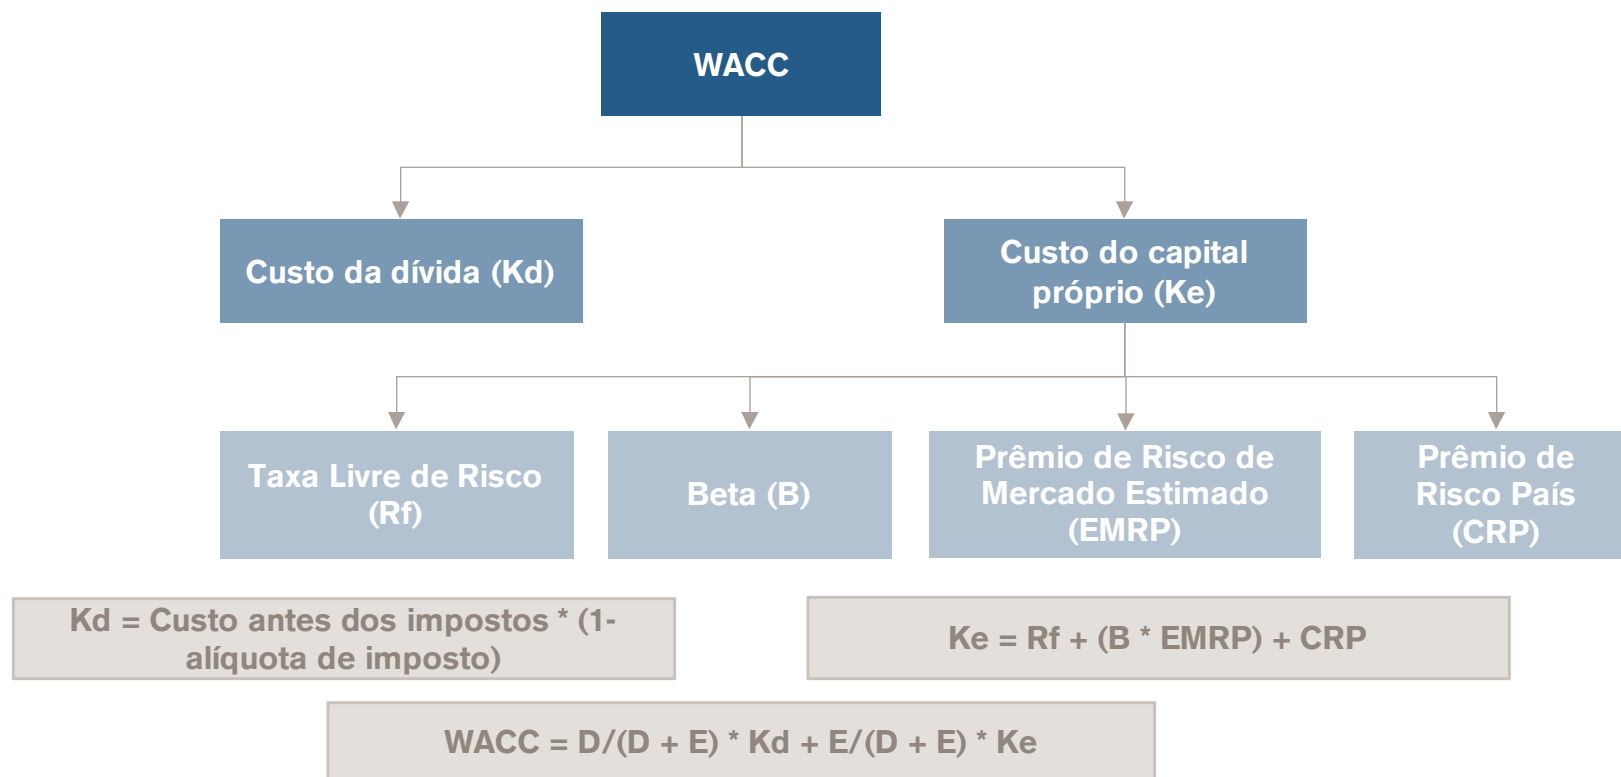 WACC
Custo da dívida (Kd)
Custo do capital
próprio (Ke)
Taxa Livre de Risco
(Rf)
Beta (B)
Prêmio de Risco de
Mercado Estimado
(EMRP)
Prêmio de
Risco País
(CRP)
Kd = Custo antes dos impostos * (1-
alíquota de imposto)
Ke = Rf + (B * EMRP) + CRP
WACC = D/(D + E) * Kd + E/(D + E) * Ke